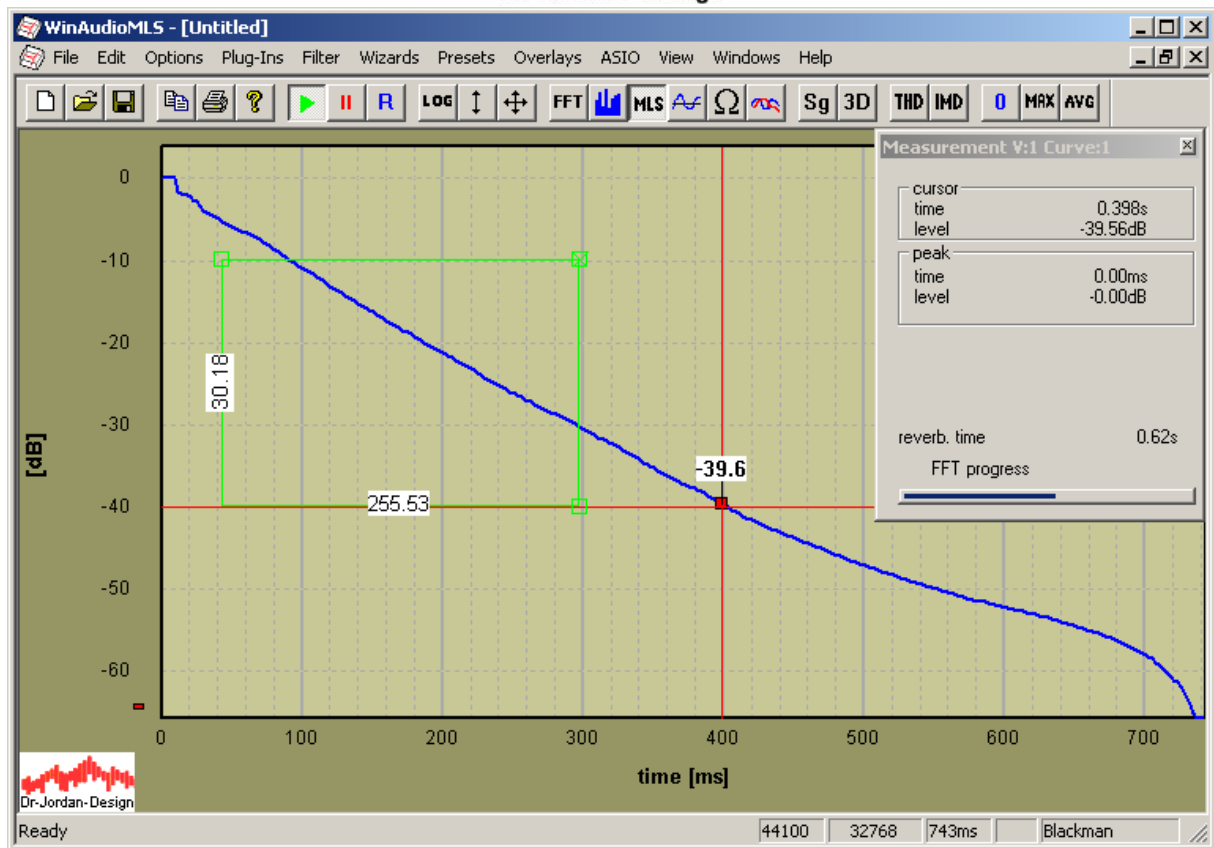 WinAudioMLS - [Untitled]
File Edit Options Plug-Ins Filter Wizards Presets Overlays ASIO View Windows Help
R LOG FFT MLS Ω Sg 3D THD IMD 0 MAX AVG
Measurement V:1 Curve:1
cursor
time 0.398s
level -39.56dB
peak
time 0.00ms
level -0.00dB
reverb. time 0.62s
FFT progress
[dB]
0
-10
-20
-30
-40
-50
-60
30.18
255.53
-39.6
0 100 200 300 400 500 600 700
time [ms]
Dr-Jordan-Design
Ready 44100 32768 743ms Blackman